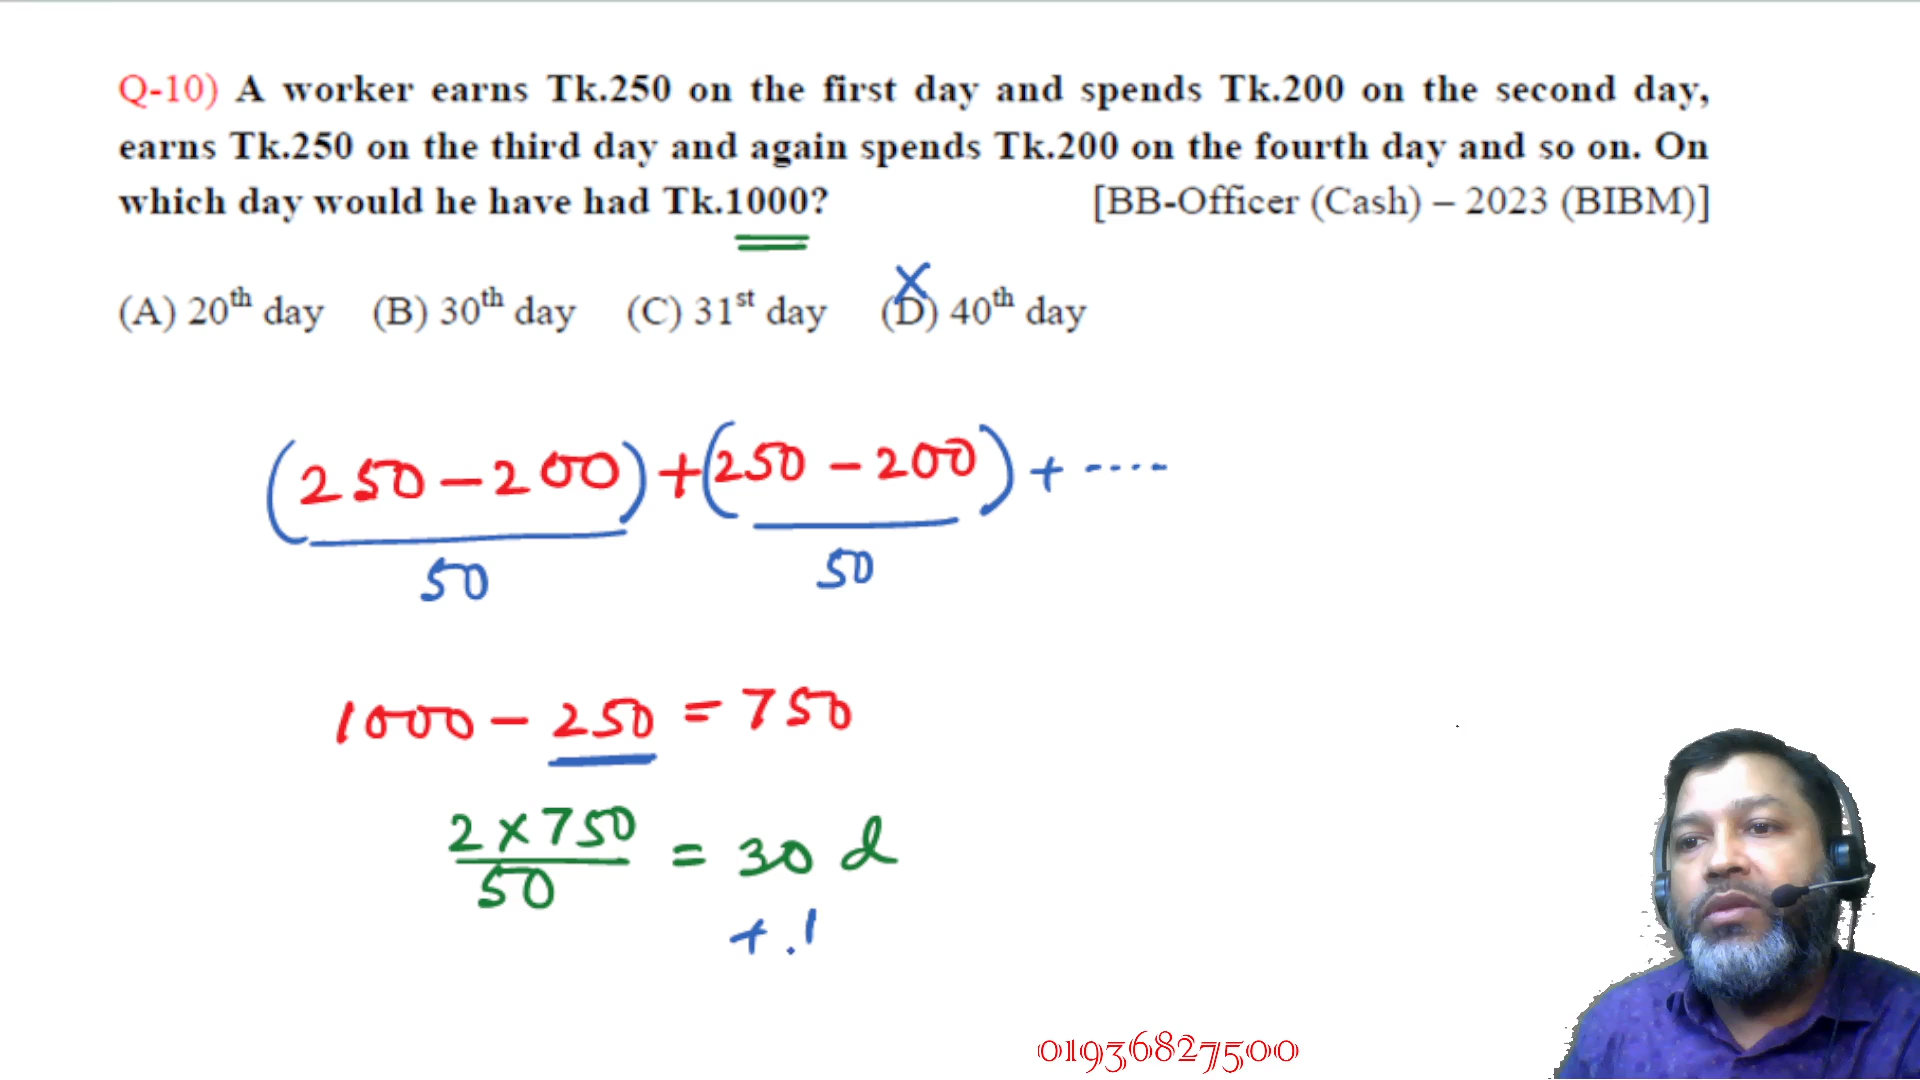 Q-10) A worker earns Tk.250 on the first day and spends Tk.200 on the second day,
earns Tk.250 on the third day and again spends Tk.200 on the fourth day and so on. On
which day would he have had Tk.1000? [BB-Officer (Cash) – 2023 (BIBM)]
(A) 20th day (B) 30th day (C) 31st day (D) 40th day
(250 – 200) + (250 – 200) + ....
50 50
1000 – 250 = 750
2 × 750
50
= 30 d
+ . 1
01936827500